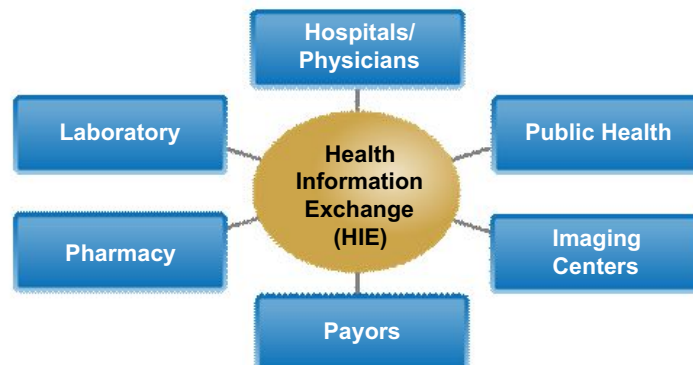 Hospitals/
Physicians
Laboratory
Public Health
Health
Information
Exchange
(HIE)
Pharmacy
Imaging
Centers
Payors